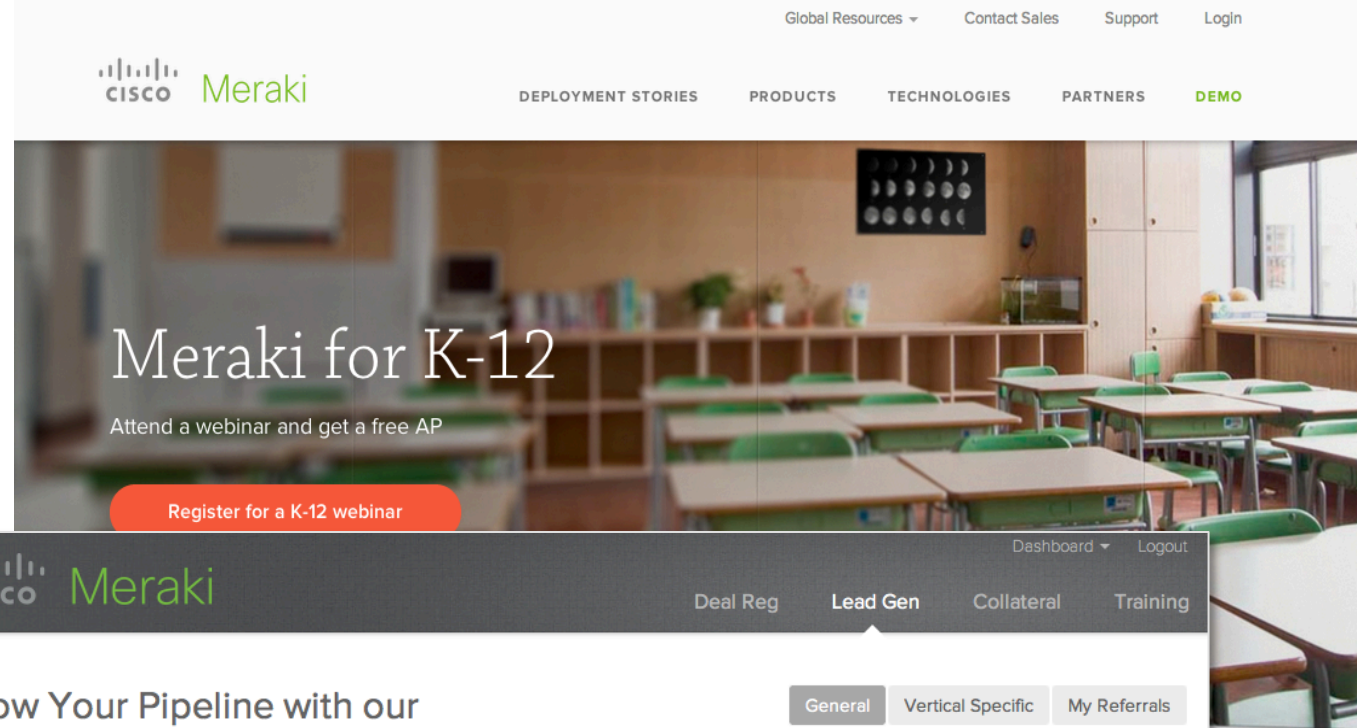 Global Resources Contact Sales Support Login
CISCO Meraki
DEPLOYMENT STORIES PRODUCTS TECHNOLOGIES PARTNERS DEMO
Meraki for K-12
Attend a webinar and get a free AP
Register for a K-12 webinar
Dashboard Logout
co Meraki
Deal Reg Lead Gen Collateral Training
ow Your Pipeline with our
General Vertical Specific My Referrals